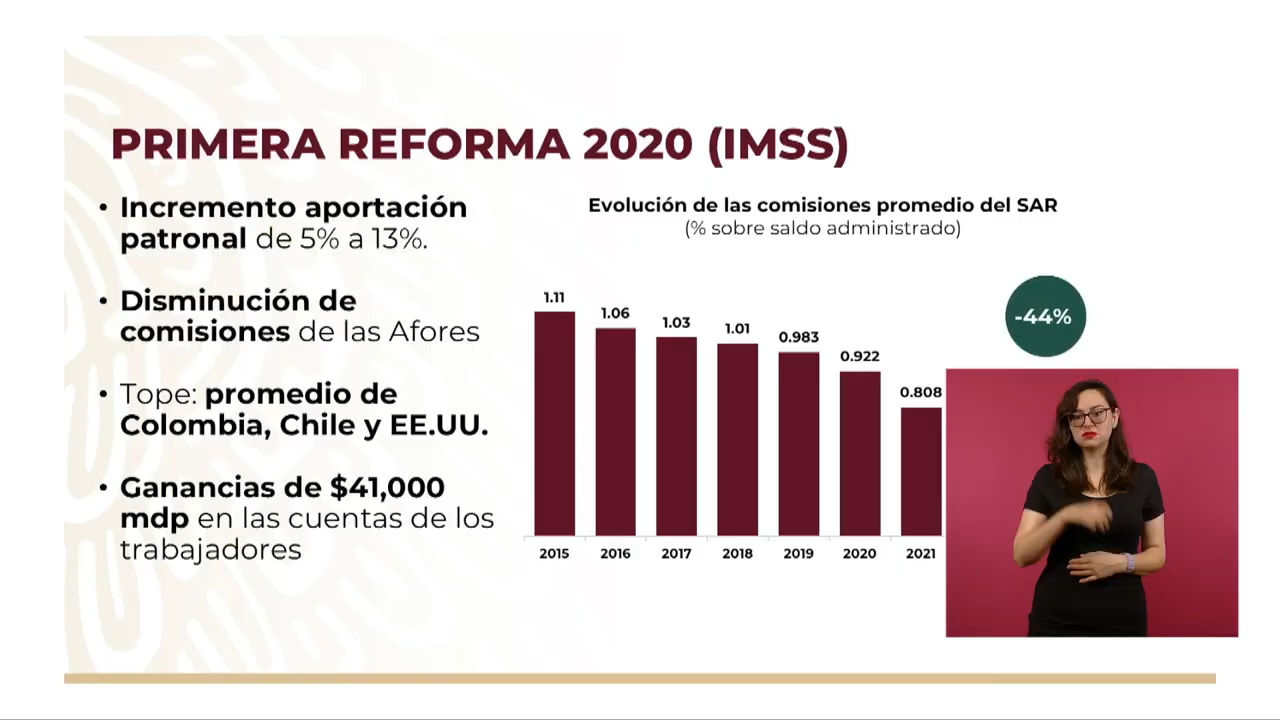 PRIMERA REFORMA 2020 (IMSS)
• Incremento aportación
patronal de 5% a 13%.
• Disminución de
comisiones de las Afores
• Tope: promedio de
Colombia, Chile y EE.UU.
• Ganancias de $41,000
mdp en las cuentas de los
trabajadores
Evolución de las comisiones promedio del SAR
(% sobre saldo administrado)
-44%
1.11
1.06
1.03
1.01
0.983
0.922
0.808
2015 2016 2017 2018 2019 2020 2021